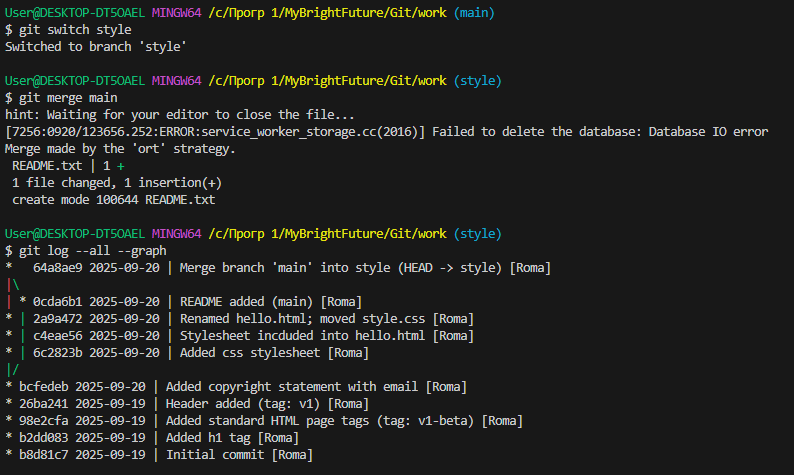 User@DESKTOP-DT5OAEL MINGW64 /c/Прогр 1/MyBrightFuture/Git/work (main)
$ git switch style
Switched to branch 'style'

User@DESKTOP-DT5OAEL MINGW64 /c/Прогр 1/MyBrightFuture/Git/work (style)
$ git merge main
hint: Waiting for your editor to close the file...
[7256:0920/123656.252:ERROR:service_worker_storage.cc(2016)] Failed to delete the database: Database IO error
Merge made by the 'ort' strategy.
 README.txt | 1 +
 1 file changed, 1 insertion(+)
 create mode 100644 README.txt

User@DESKTOP-DT5OAEL MINGW64 /c/Прогр 1/MyBrightFuture/Git/work (style)
$ git log --all --graph
*   64a8ae9 2025-09-20 | Merge branch 'main' into style (HEAD -> style) [Roma]
|\
| * 0cda6b1 2025-09-20 | README added (main) [Roma]
* | 2a9a472 2025-09-20 | Renamed hello.html; moved style.css [Roma]
* | c4eae56 2025-09-20 | Stylesheet incduded into hello.html [Roma]
* | 6c2823b 2025-09-20 | Added css stylesheet [Roma]
|/
* bcfedeb 2025-09-20 | Added copyright statement with email [Roma]
* 26ba241 2025-09-19 | Header added (tag: v1) [Roma]
* 98e2cfa 2025-09-19 | Added standard HTML page tags (tag: v1-beta) [Roma]
* b2dd083 2025-09-19 | Added h1 tag [Roma]
* b8d81c7 2025-09-19 | Initial commit [Roma]